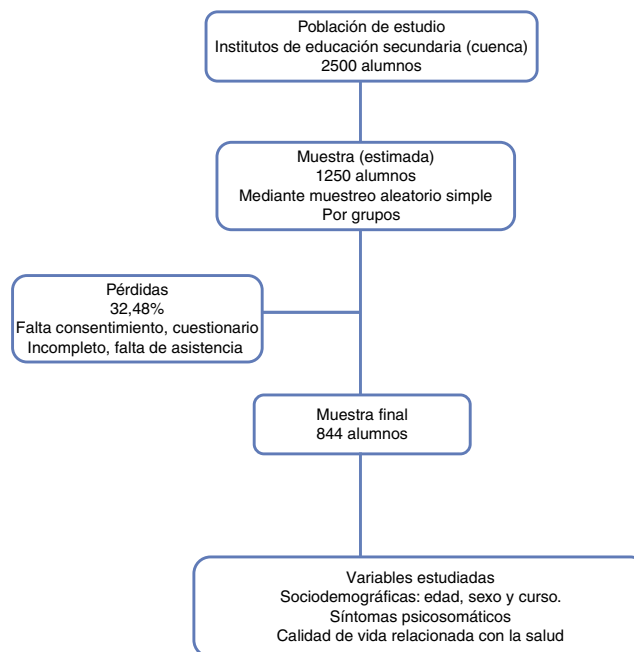 Población de estudio
Institutos de educación secundaria (cuenca)
2500 alumnos
Muestra (estimada)
1250 alumnos
Mediante muestreo aleatorio simple
Por grupos
Pérdidas
32,48%
Falta consentimiento, cuestionario
Incompleto, falta de asistencia
Muestra final
844 alumnos
Variables estudiadas
Sociodemográficas: edad, sexo y curso.
Síntomas psicosomáticos
Calidad de vida relacionada con la salud